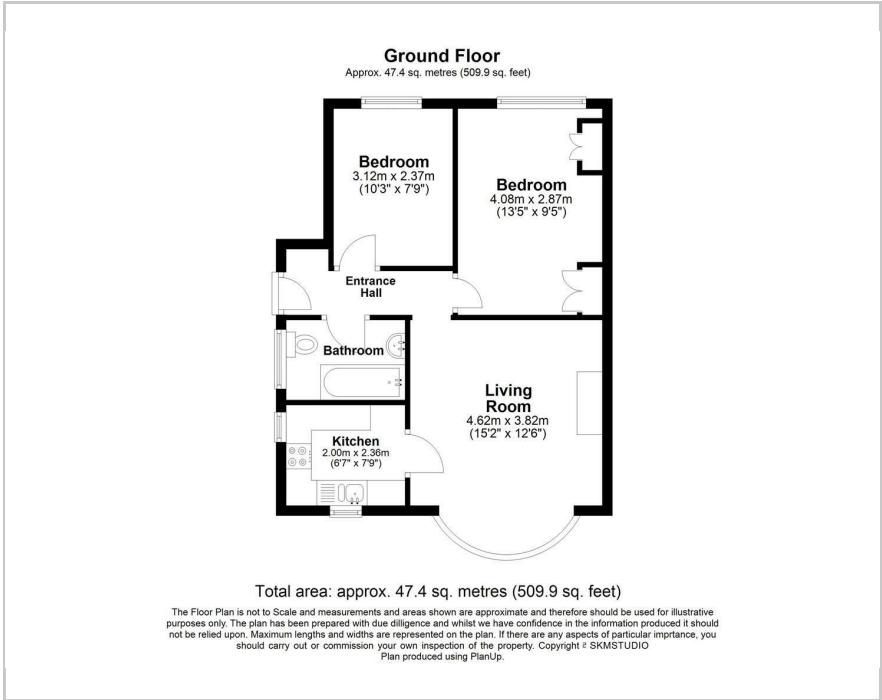 Ground Floor
Approx. 47.4 sq. metres (509.9 sq. feet)
Bedroom
3.12m x 2.37m
(10'3" x 7'9")
Bedroom
4.08m x 2.87m
(13'5" x 9'5")
Entrance
Hall
Bathroom
Living
Room
4.62m x 3.82m
(15'2" x 12'6")
Kitchen
2.00m x 2.36m
(6'7" x 7'9")
Total area: approx. 47.4 sq. metres (509.9 sq. feet)
The Floor Plan is not to Scale and measurements and areas shown are approximate and therefore should be used for illustrative
purposes only. The plan has been prepared with due dilligence and whilst we have confidence in the information produced it should
not be relied upon. Maximum lengths and widths are represented on the plan. If there are any aspects of particular imprtance, you
should carry out or commission your own inspection of the property. Copyright SKMSTUDIO
Plan produced using PlanUp.